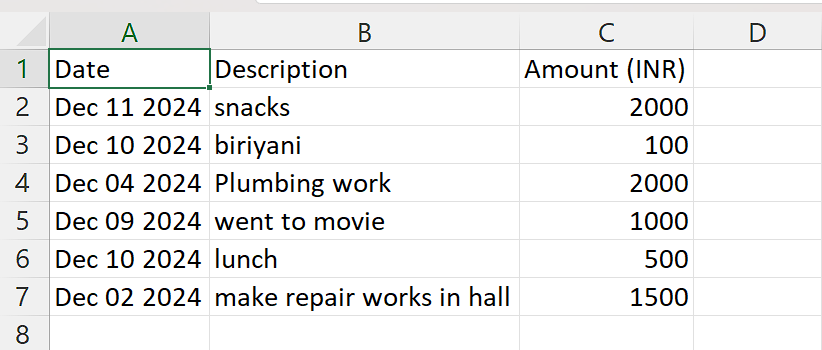 A B C D
1 Date Description Amount (INR)
2 Dec 11 2024 snacks 2000
3 Dec 10 2024 biriyani 100
4 Dec 04 2024 Plumbing work 2000
5 Dec 09 2024 went to movie 1000
6 Dec 10 2024 lunch 500
7 Dec 02 2024 make repair works in hall 1500
8